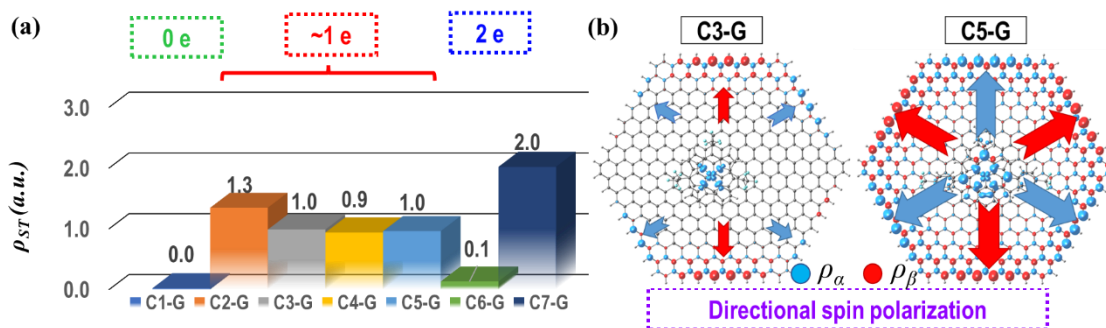 (a)
0 e
~1 e
2 e
3.0
2.0
1.0
0.0
ρST (a.u.)
0.0
1.3
1.0
0.9
1.0
0.1
2.0
C1-G C2-G C3-G C4-G C5-G C6-G C7-G
(b)
C3-G
C5-G
ρα ρβ
Directional spin polarization